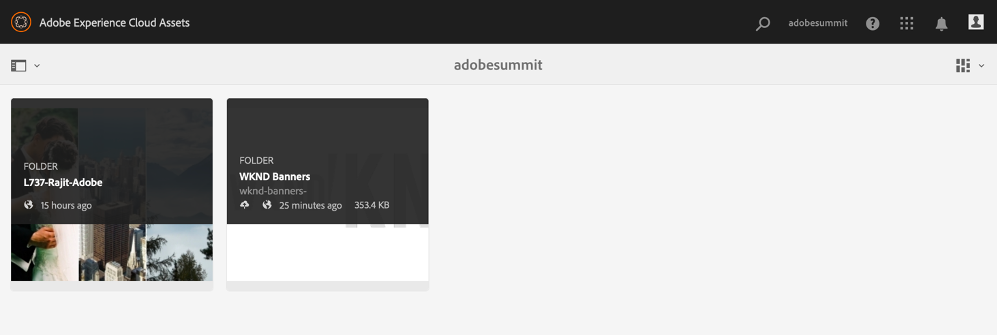 Adobe Experience Cloud Assets
adobesummit
adobesummit
FOLDER
L737-Rajit-Adobe
15 hours ago
FOLDER
WKND Banners
wknd-banners-
25 minutes ago 353.4 KB
WKN